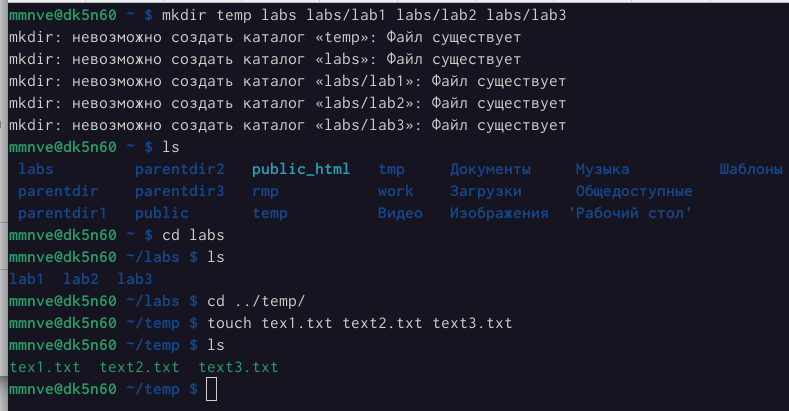 mmnve@dk5n60 ~ $ mkdir temp labs labs/lab1 labs/lab2 labs/lab3
mkdir: невозможно создать каталог «temp»: Файл существует
mkdir: невозможно создать каталог «labs»: Файл существует
mkdir: невозможно создать каталог «labs/lab1»: Файл существует
mkdir: невозможно создать каталог «labs/lab2»: Файл существует
mkdir: невозможно создать каталог «labs/lab3»: Файл существует
mmnve@dk5n60 ~ $ ls
labs parentdir2 public_html tmp Документы Музыка Шаблоны
parentdir parentdir3 rmp work Загрузки Общедоступные
parentdir1 public temp Видео Изображения 'Рабочий стол'
mmnve@dk5n60 ~ $ cd labs
mmnve@dk5n60 ~/labs $ ls
lab1 lab2 lab3
mmnve@dk5n60 ~/labs $ cd ../temp/
mmnve@dk5n60 ~/temp $ touch tex1.txt text2.txt text3.txt
mmnve@dk5n60 ~/temp $ ls
tex1.txt text2.txt text3.txt
mmnve@dk5n60 ~/temp $